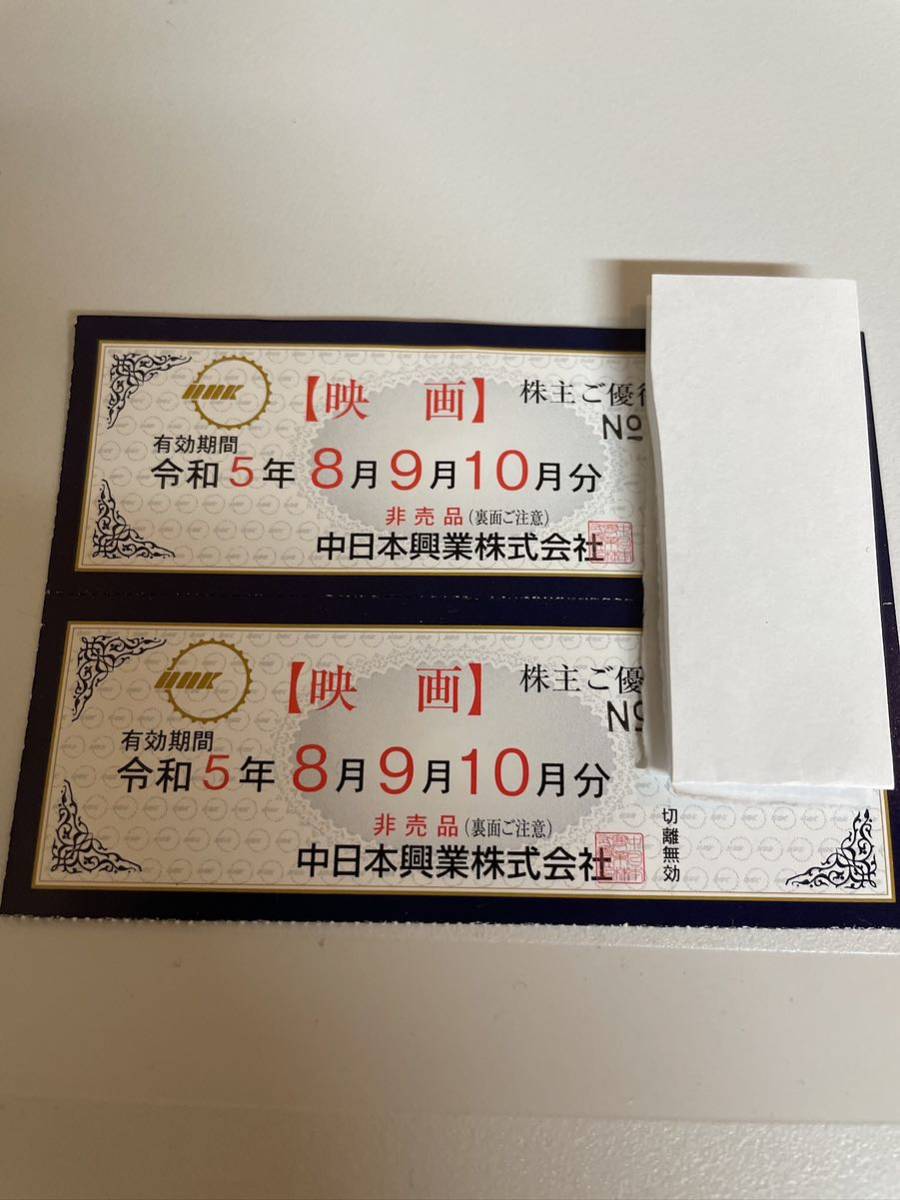 【映 画】 株主ご優待
No
有効期間
令和5年 8月9月10月分
非売品(裏面ご注意)
中日本興業株式会社
【映 画】 株主ご優
No
有効期間
令和5年 8月9月10月分
非売品(裏面ご注意)
中日本興業株式会社
切離無効